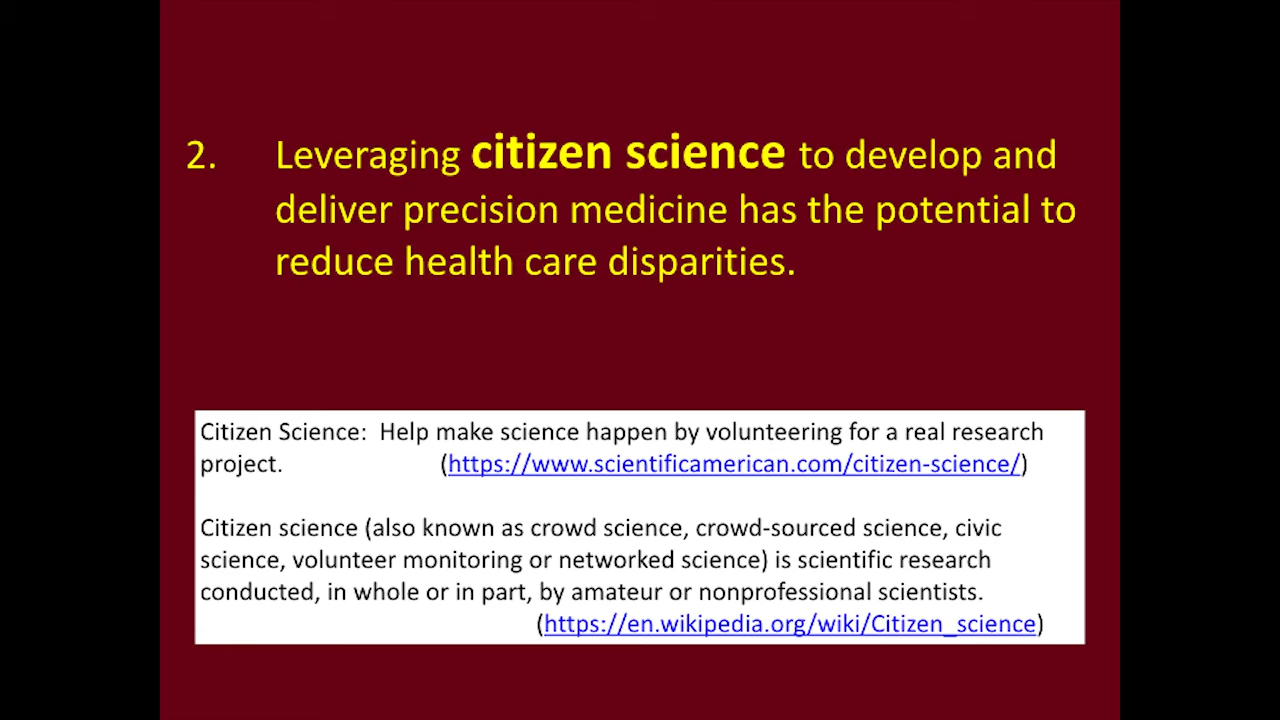 2. Leveraging citizen science to develop and
deliver precision medicine has the potential to
reduce health care disparities.
Citizen Science: Help make science happen by volunteering for a real research
project. (https://www.scientificamerican.com/citizen-science/)
Citizen science (also known as crowd science, crowd-sourced science, civic
science, volunteer monitoring or networked science) is scientific research
conducted, in whole or in part, by amateur or nonprofessional scientists.
(https://en.wikipedia.org/wiki/Citizen_science)